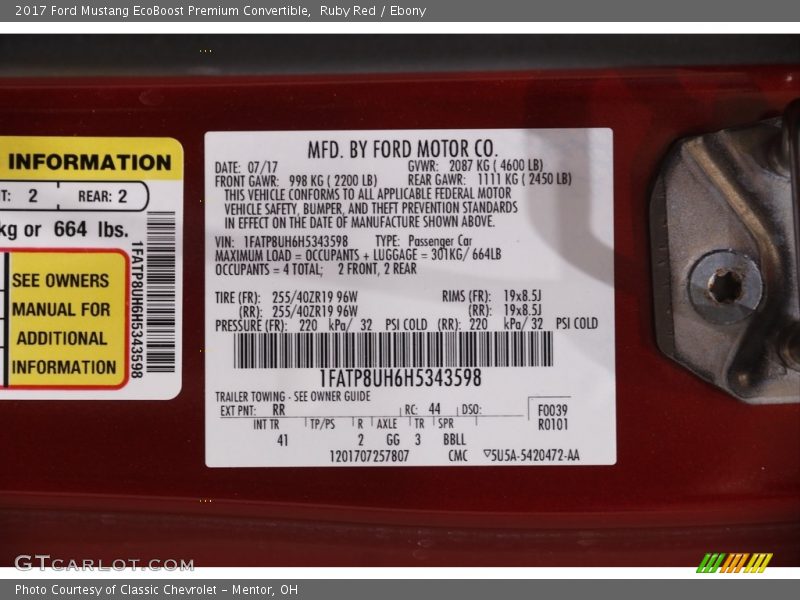 2017 Ford Mustang EcoBoost Premium Convertible, Ruby Red / Ebony
INFORMATION
T: 2 REAR: 2
kg or 664 lbs.
SEE OWNERS
MANUAL FOR
ADDITIONAL
INFORMATION
1FATP8UH6H5343598
MFD. BY FORD MOTOR CO.
DATE: 07/17 GVWR: 2087 KG ( 4600 LB)
FRONT GAWR: 998 KG ( 2200 LB) REAR GAWR: 1111 KG ( 2450 LB)
THIS VEHICLE CONFORMS TO ALL APPLICABLE FEDERAL MOTOR
VEHICLE SAFETY, BUMPER, AND THEFT PREVENTION STANDARDS
IN EFFECT ON THE DATE OF MANUFACTURE SHOWN ABOVE.
VIN: 1FATP8UH6H5343598 TYPE: Passenger Car
MAXIMUM LOAD = OCCUPANTS + LUGGAGE = 301KG/ 664LB
OCCUPANTS = 4 TOTAL; 2 FRONT, 2 REAR
TIRE (FR): 255/40ZR19 96W RIMS (FR): 19x8.5J
(RR): 255/40ZR19 96W (RR): 19x8.5J
PRESSURE (FR): 220 kPa/ 32 PSI COLD (RR): 220 kPa/ 32 PSI COLD
1FATP8UH6H5343598
TRAILER TOWING - SEE OWNER GUIDE
EXT PNT: RR RC: 44 DSO: F0039
INT TR TP/PS R AXLE TR SPR R0101
41 2 GG 3 BBLL
1201707257807 CMC ▽5U5A-5420472-AA
GTCARLOT.COM
Photo Courtesy of Classic Chevrolet - Mentor, OH